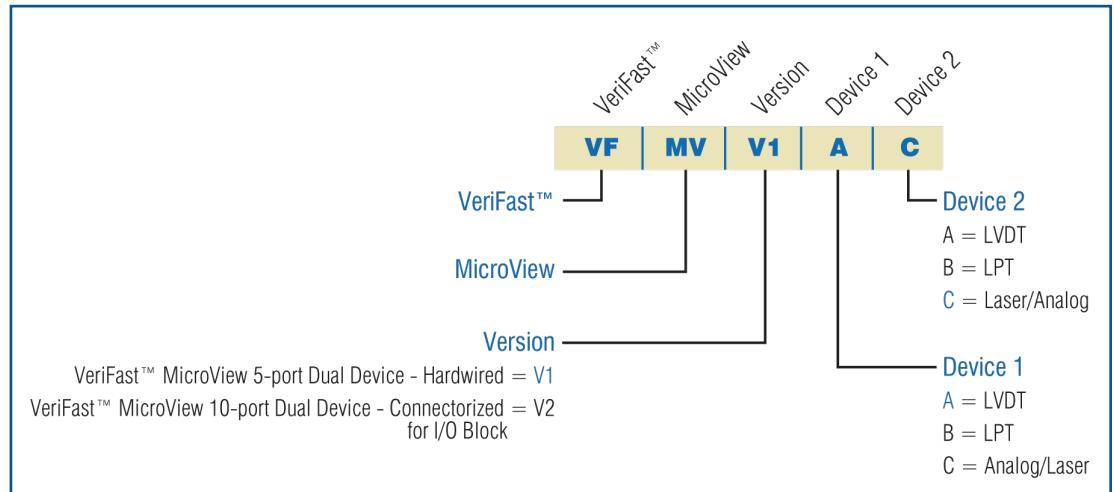 VeriFast™
MicroView
Version
Device 1
Device 2
VF MV V1 A C
VeriFast™
MicroView
Version
VeriFast™ MicroView 5-port Dual Device - Hardwired = V1
VeriFast™ MicroView 10-port Dual Device - Connectorized = V2
for I/O Block
Device 2
A = LVDT
B = LPT
C = Laser/Analog
Device 1
A = LVDT
B = LPT
C = Analog/Laser